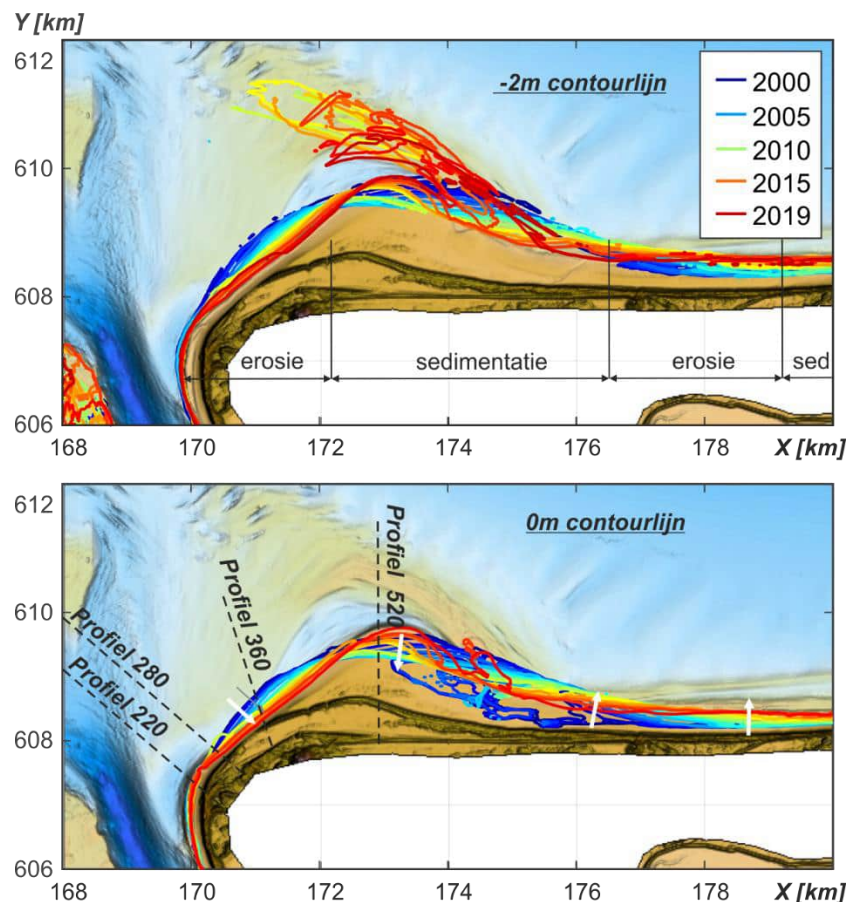 Y [km]
612
610
608
606
-2m contourlijn
2000
2005
2010
2015
2019
erosie
sedimentatie
erosie
sed
168
170
172
174
176
178
X [km]
612
610
608
606
0m contourlijn
Profiel 520
Profiel 360
Profiel 280
Profiel 220
168
170
172
174
176
178
X [km]